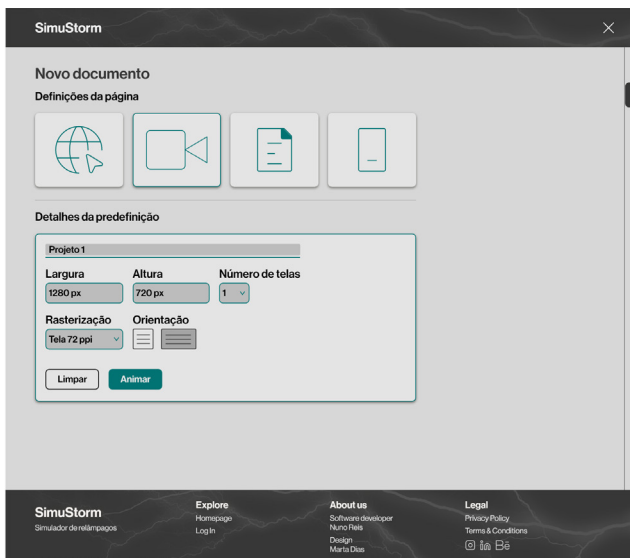 SimuStorm
Novo documento
Definições da página
Detalhes da predefinição
Projeto 1
Largura
Altura
Número de telas
1280 px
720 px
1
Rasterização
Orientação
Tela 72 ppi
Limpar
Animar
SimuStorm
Simulador de relâmpagos
Explore
Homepage
Log In
About us
Software developer
Nuno Reis
Design
Marta Dias
Legal
Privacy Policy
Terms & Conditions
in
Bē